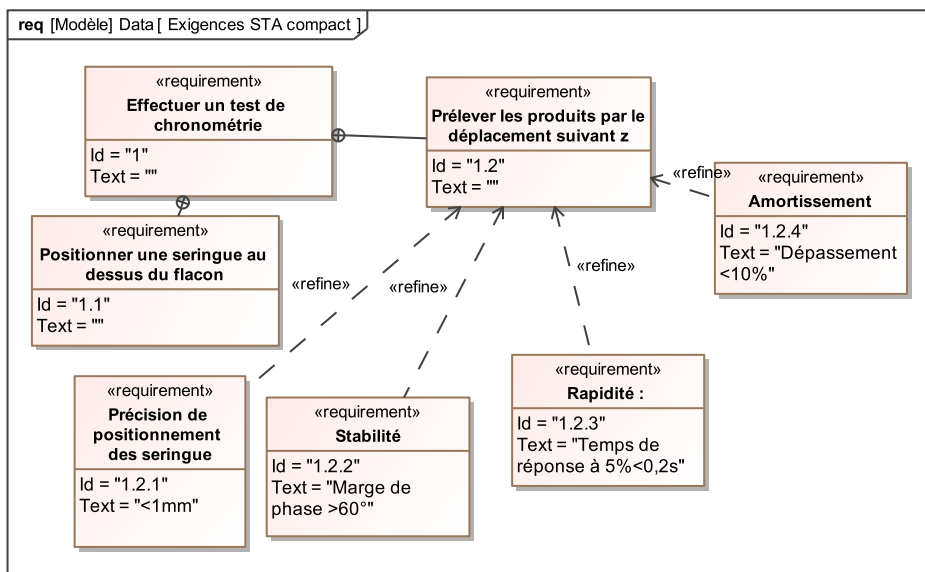 req [Modèle] Data [ Exigences STA compact ]
«requirement»
Effectuer un test de
chronométrie
Id = "1"
Text = ""
«requirement»
Prélever les produits par le
déplacement suivant z
Id = "1.2"
Text = ""
«refine»
«requirement»
Amortissement
Id = "1.2.4"
Text = "Dépassement
<10%"
«requirement»
Positionner une seringue au
dessus du flacon
Id = "1.1"
Text = ""
«refine»
«refine»
«refine»
«requirement»
Précision de
positionnement
des seringue
Id = "1.2.1"
Text = "<1mm"
«requirement»
Stabilité
Id = "1.2.2"
Text = "Marge de
phase >60°"
«requirement»
Rapidité :
Id = "1.2.3"
Text = "Temps de
réponse à 5%<0,2s"